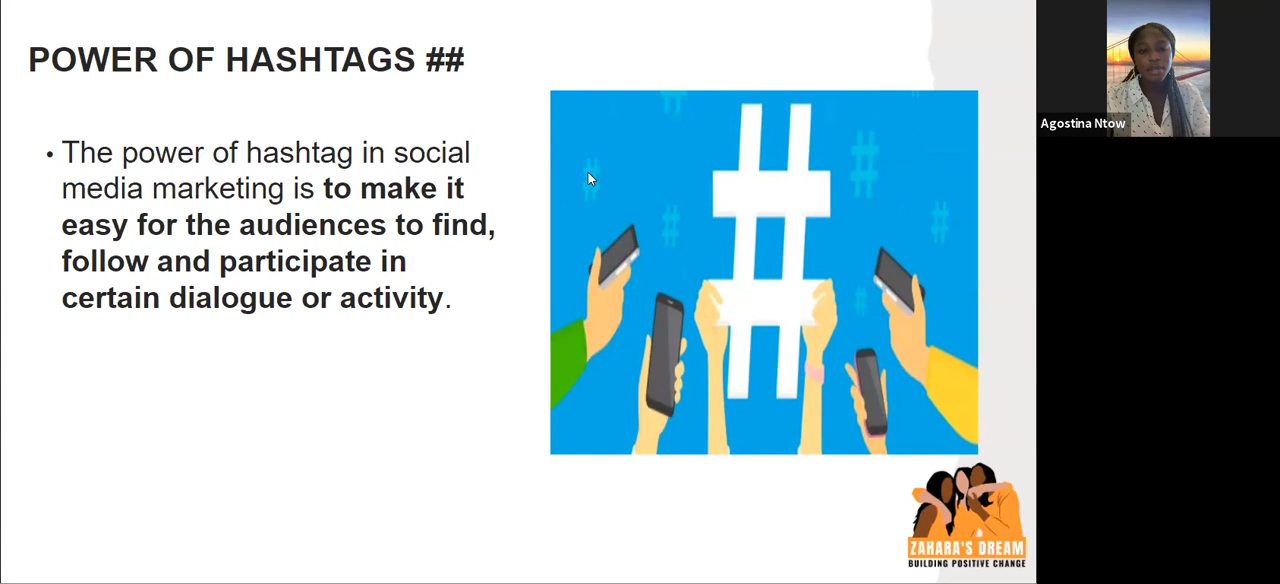 POWER OF HASHTAGS ##
• The power of hashtag in social
media marketing is to make it
easy for the audiences to find,
follow and participate in
certain dialogue or activity.
#
Agostina Ntow
ZAHARA'S DREAM
BUILDING POSITIVE CHANGE